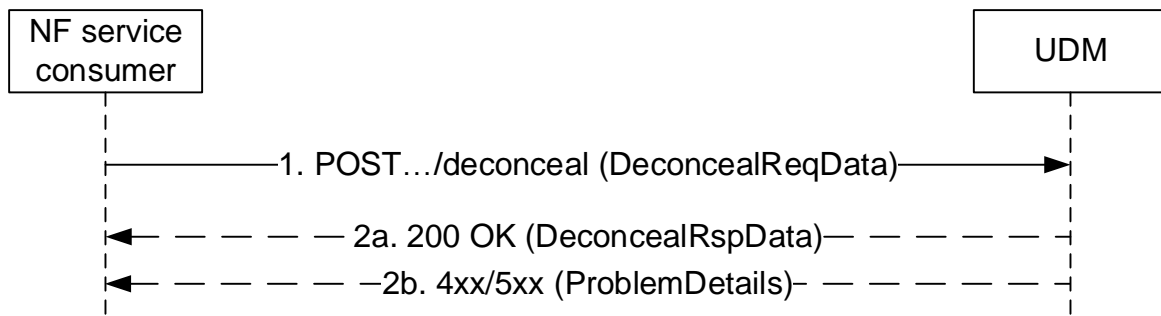 NF service
consumer
UDM
1. POST…/deconceal (DeconcealReqData)
2a. 200 OK (DeconcealRspData)
2b. 4xx/5xx (ProblemDetails)